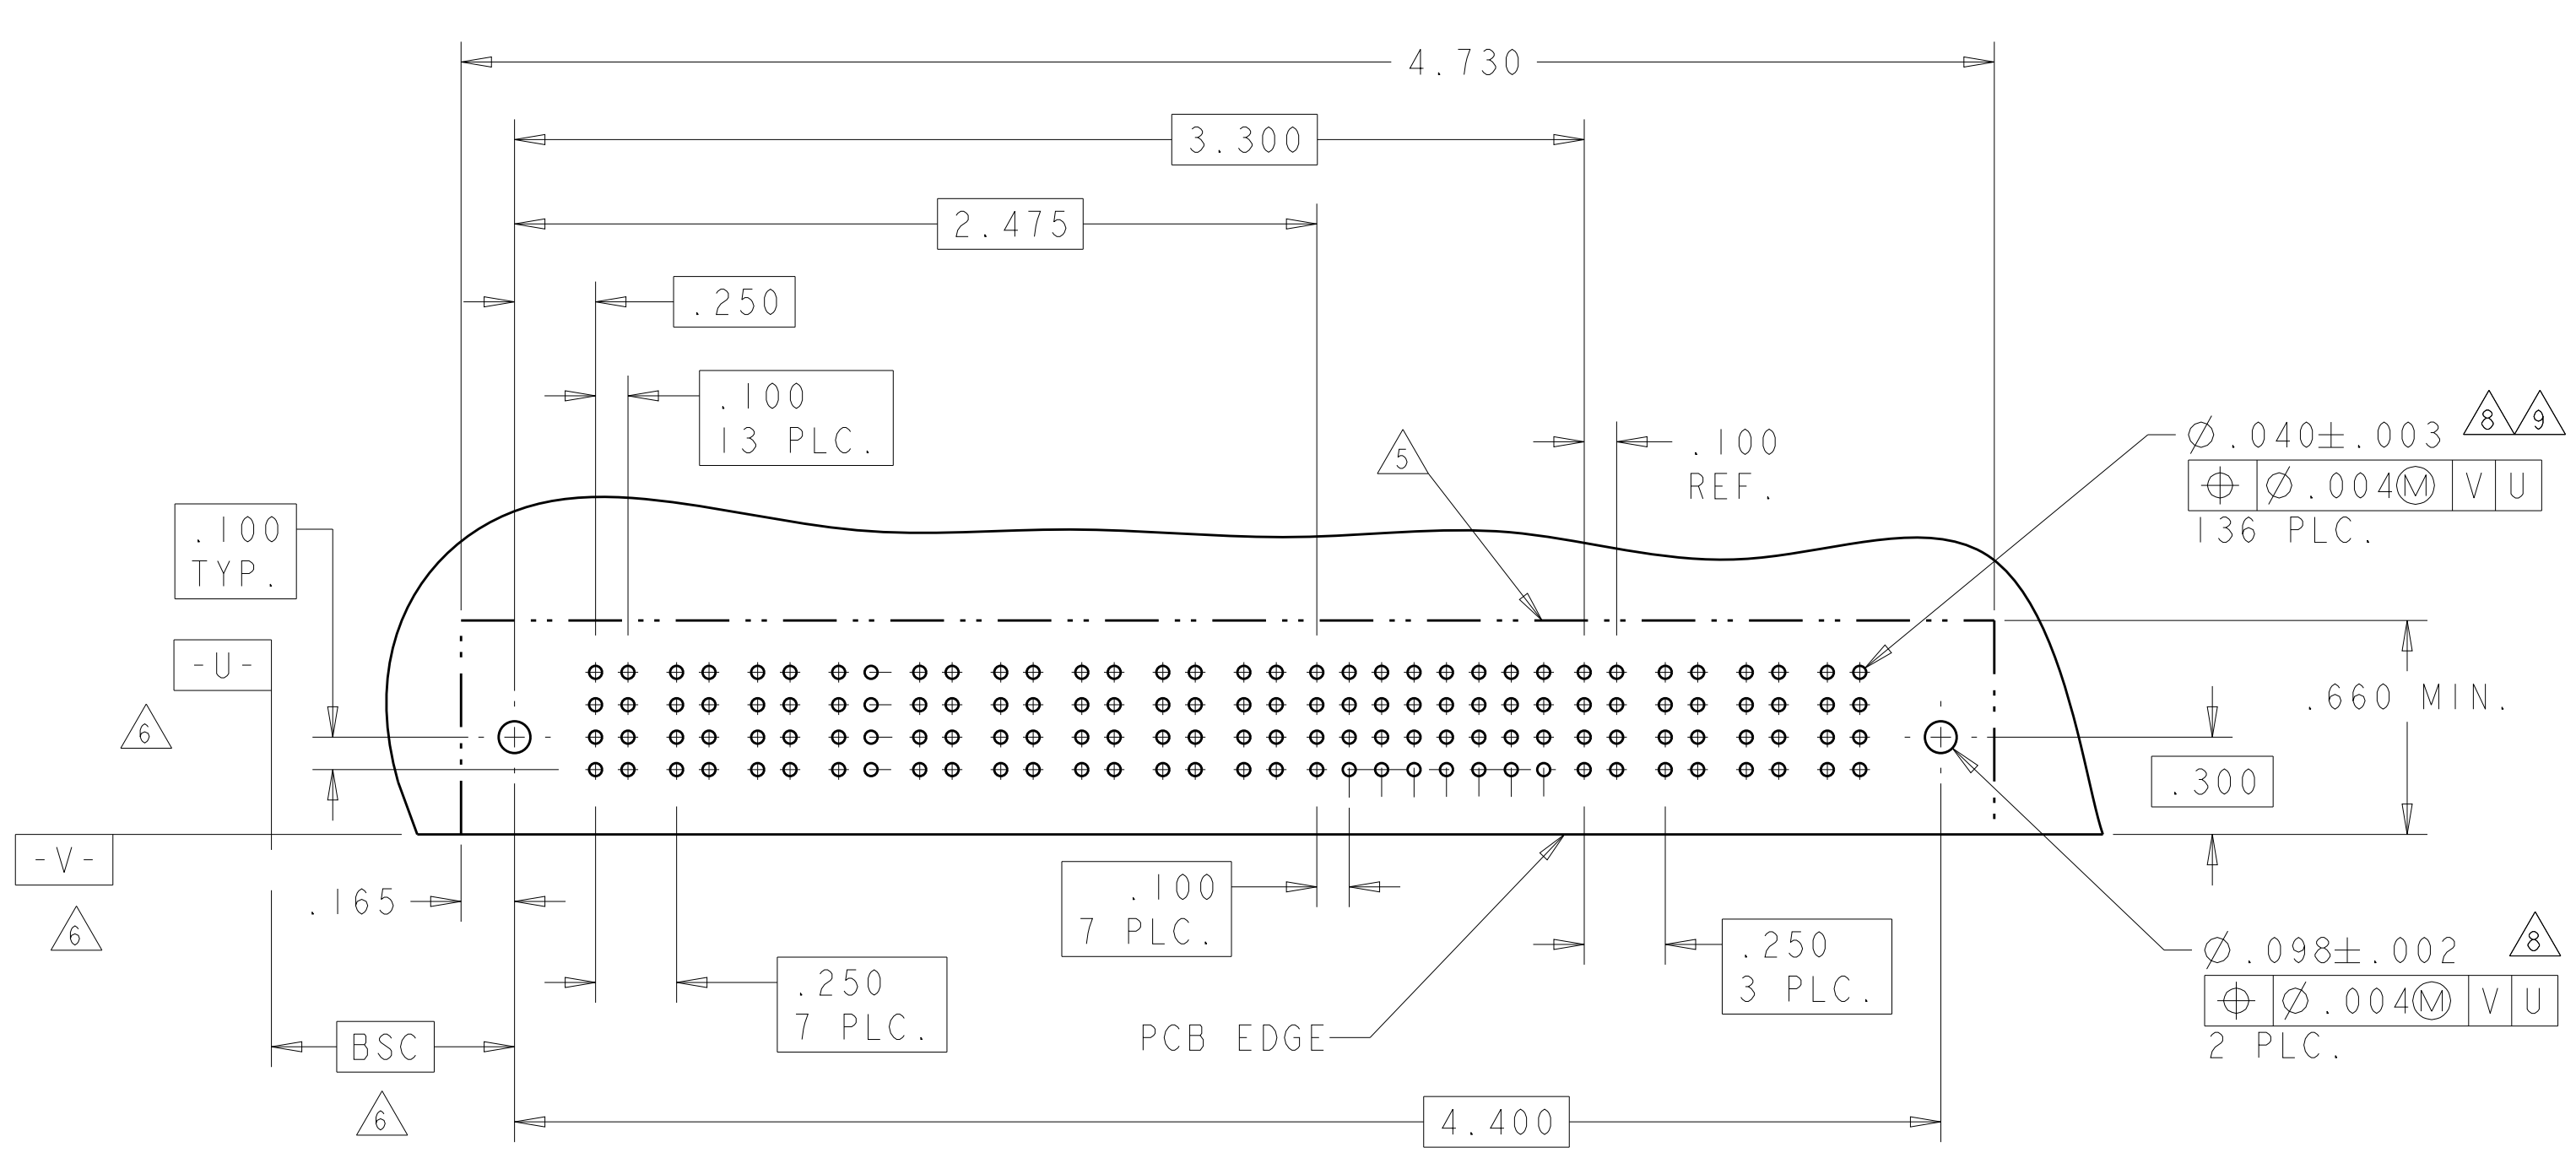 4.730
3.300
2.475
.250
.100
13 PLC.
5
.100
REF.
8 9
⌀.040±.003
⌖ ⌀.004Ⓜ V U
136 PLC.
.100
TYP.
-U-
6
.660 MIN.
.300
-V-
6
.165
.100
7 PLC.
.250
3 PLC.
8
⌀.098±.002
⌖ ⌀.004Ⓜ V U
2 PLC.
.250
7 PLC.
PCB EDGE
BSC
6
4.400